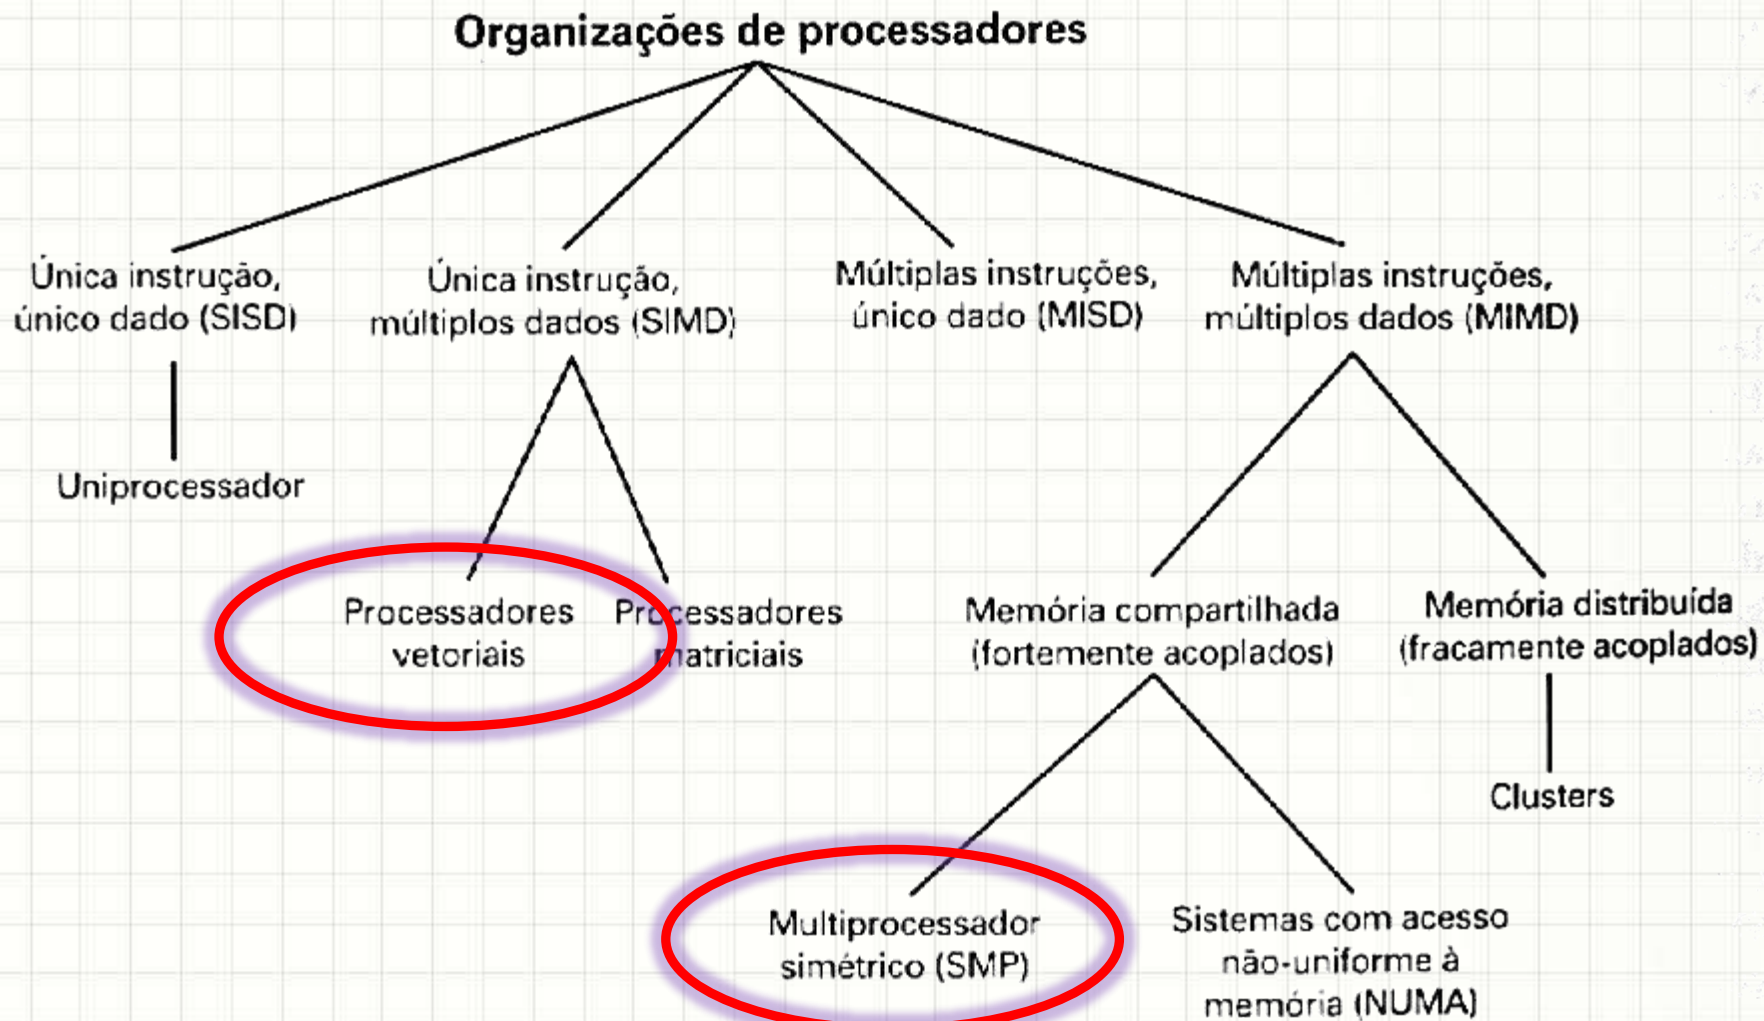 Organizações de processadores
Única instrução,
único dado (SISD)
Única instrução,
múltiplos dados (SIMD)
Múltiplas instruções,
único dado (MISD)
Múltiplas instruções,
múltiplos dados (MIMD)
Uniprocessador
Processadores
vetoriais
Processadores
matriciais
Memória compartilhada
(fortemente acoplados)
Memória distribuída
(fracamente acoplados)
Clusters
Multiprocessador
simétrico (SMP)
Sistemas com acesso
não-uniforme à
memória (NUMA)